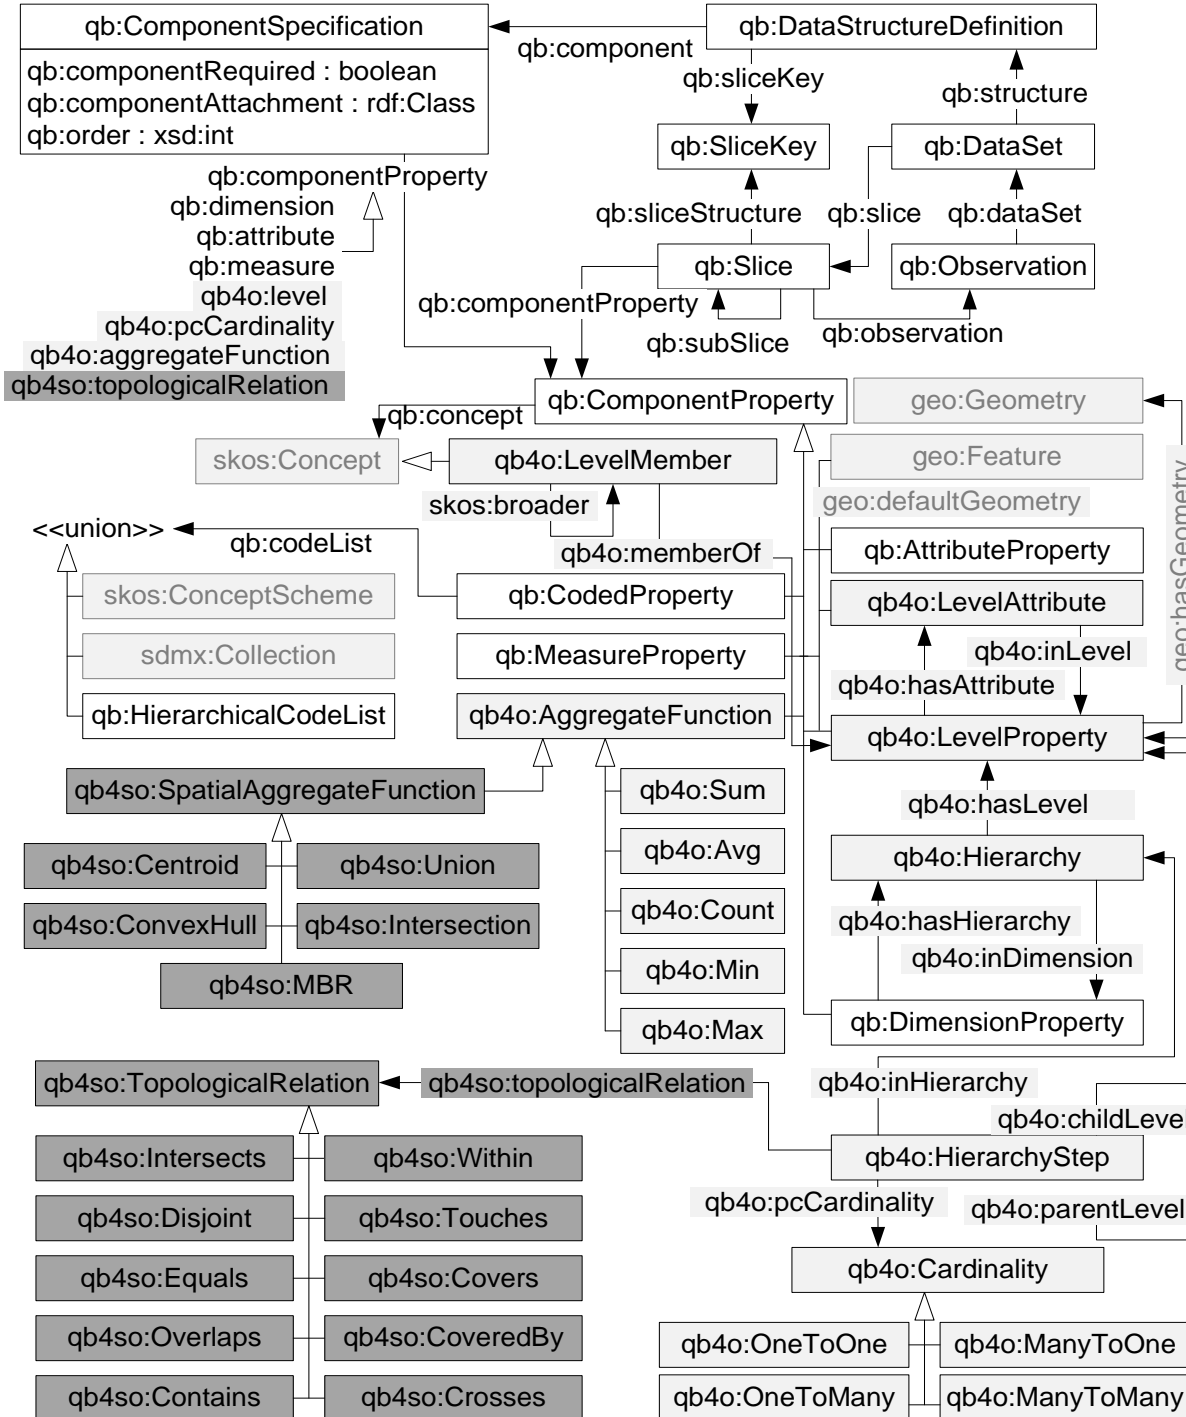 qb:ComponentSpecification
qb:componentRequired : boolean
qb:componentAttachment : rdf:Class
qb:order : xsd:int
qb:component
qb:DataStructureDefinition
qb:sliceKey
qb:structure
qb:SliceKey
qb:DataSet
qb:componentProperty
qb:dimension
qb:attribute
qb:measure
qb4o:level
qb4o:pcCardinality
qb4o:aggregateFunction
qb4so:topologicalRelation
qb:sliceStructure
qb:slice
qb:dataSet
qb:Slice
qb:Observation
qb:componentProperty
qb:subSlice
qb:observation
qb:ComponentProperty
geo:Geometry
qb:concept
skos:Concept
qb4o:LevelMember
geo:Feature
skos:broader
geo:defaultGeometry
geo:hasGeometry
<<union>>
qb:codeList
qb4o:memberOf
qb:AttributeProperty
skos:ConceptScheme
qb:CodedProperty
qb4o:LevelAttribute
sdmx:Collection
qb:MeasureProperty
qb4o:inLevel
qb4o:hasAttribute
qb:HierarchicalCodeList
qb4o:AggregateFunction
qb4o:LevelProperty
qb4so:SpatialAggregateFunction
qb4o:Sum
qb4o:hasLevel
qb4so:Centroid
qb4so:Union
qb4o:Avg
qb4o:Hierarchy
qb4so:ConvexHull
qb4so:Intersection
qb4o:Count
qb4o:hasHierarchy
qb4o:inDimension
qb4so:MBR
qb4o:Min
qb4o:Max
qb:DimensionProperty
qb4so:TopologicalRelation
qb4so:topologicalRelation
qb4o:inHierarchy
qb4o:childLevel
qb4so:Intersects
qb4so:Within
qb4o:HierarchyStep
qb4so:Disjoint
qb4so:Touches
qb4o:pcCardinality
qb4o:parentLevel
qb4so:Equals
qb4so:Covers
qb4o:Cardinality
qb4so:Overlaps
qb4so:CoveredBy
qb4o:OneToOne
qb4o:ManyToOne
qb4so:Contains
qb4so:Crosses
qb4o:OneToMany
qb4o:ManyToMany